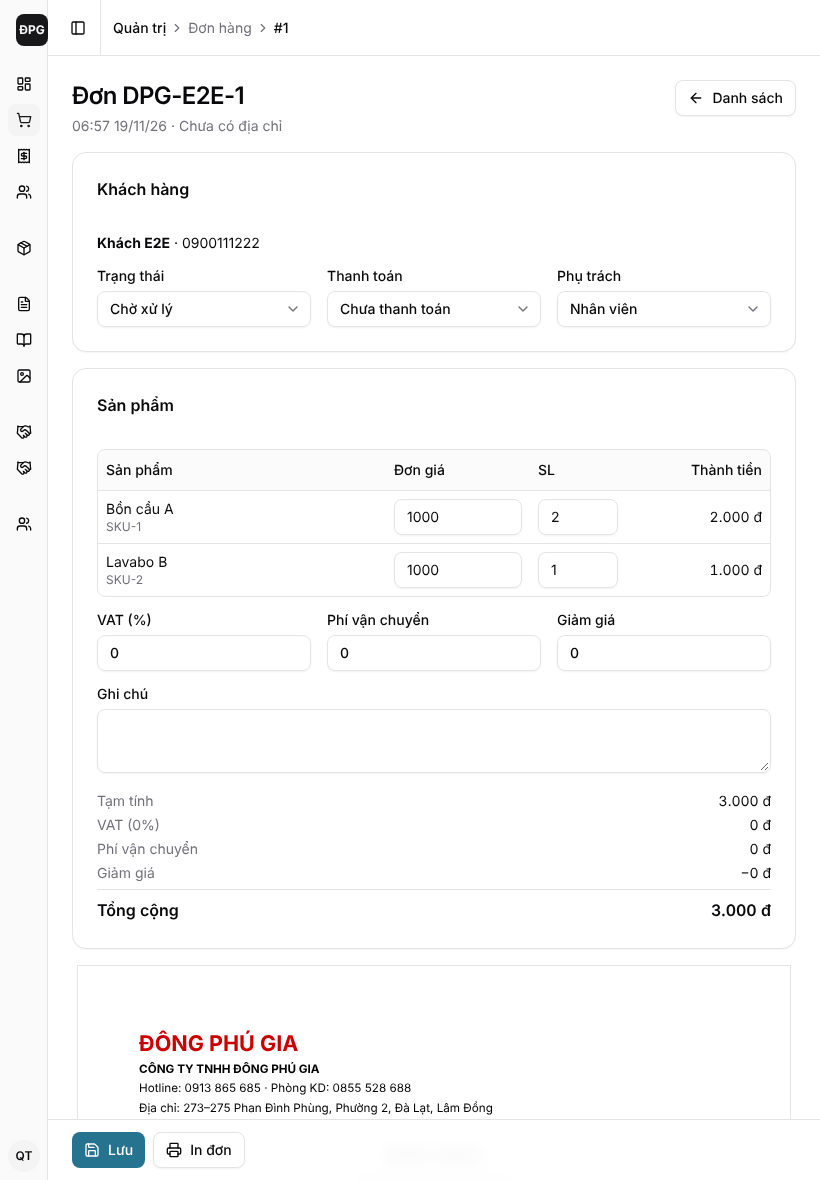 ĐPG
Quản trị > Đơn hàng > #1
Đơn DPG-E2E-1
06:57 19/11/26 · Chưa có địa chỉ
Danh sách
Khách hàng
Khách E2E · 0900111222
Trạng thái Thanh toán Phụ trách
Chờ xử lý Chưa thanh toán Nhân viên
Sản phẩm
Sản phẩm Đơn giá SL Thành tiền
Bồn cầu A 1000 2 2.000 đ
SKU-1
Lavabo B 1000 1 1.000 đ
SKU-2
VAT (%) Phí vận chuyển Giảm giá
0 0 0
Ghi chú
Tạm tính 3.000 đ
VAT (0%) 0 đ
Phí vận chuyển 0 đ
Giảm giá −0 đ
Tổng cộng 3.000 đ
ĐÔNG PHÚ GIA
CÔNG TY TNHH ĐÔNG PHÚ GIA
Hotline: 0913 865 685 · Phòng KD: 0855 528 688
Địa chỉ: 273–275 Phan Đình Phùng, Phường 2, Đà Lạt, Lâm Đồng
QT
Lưu In đơn